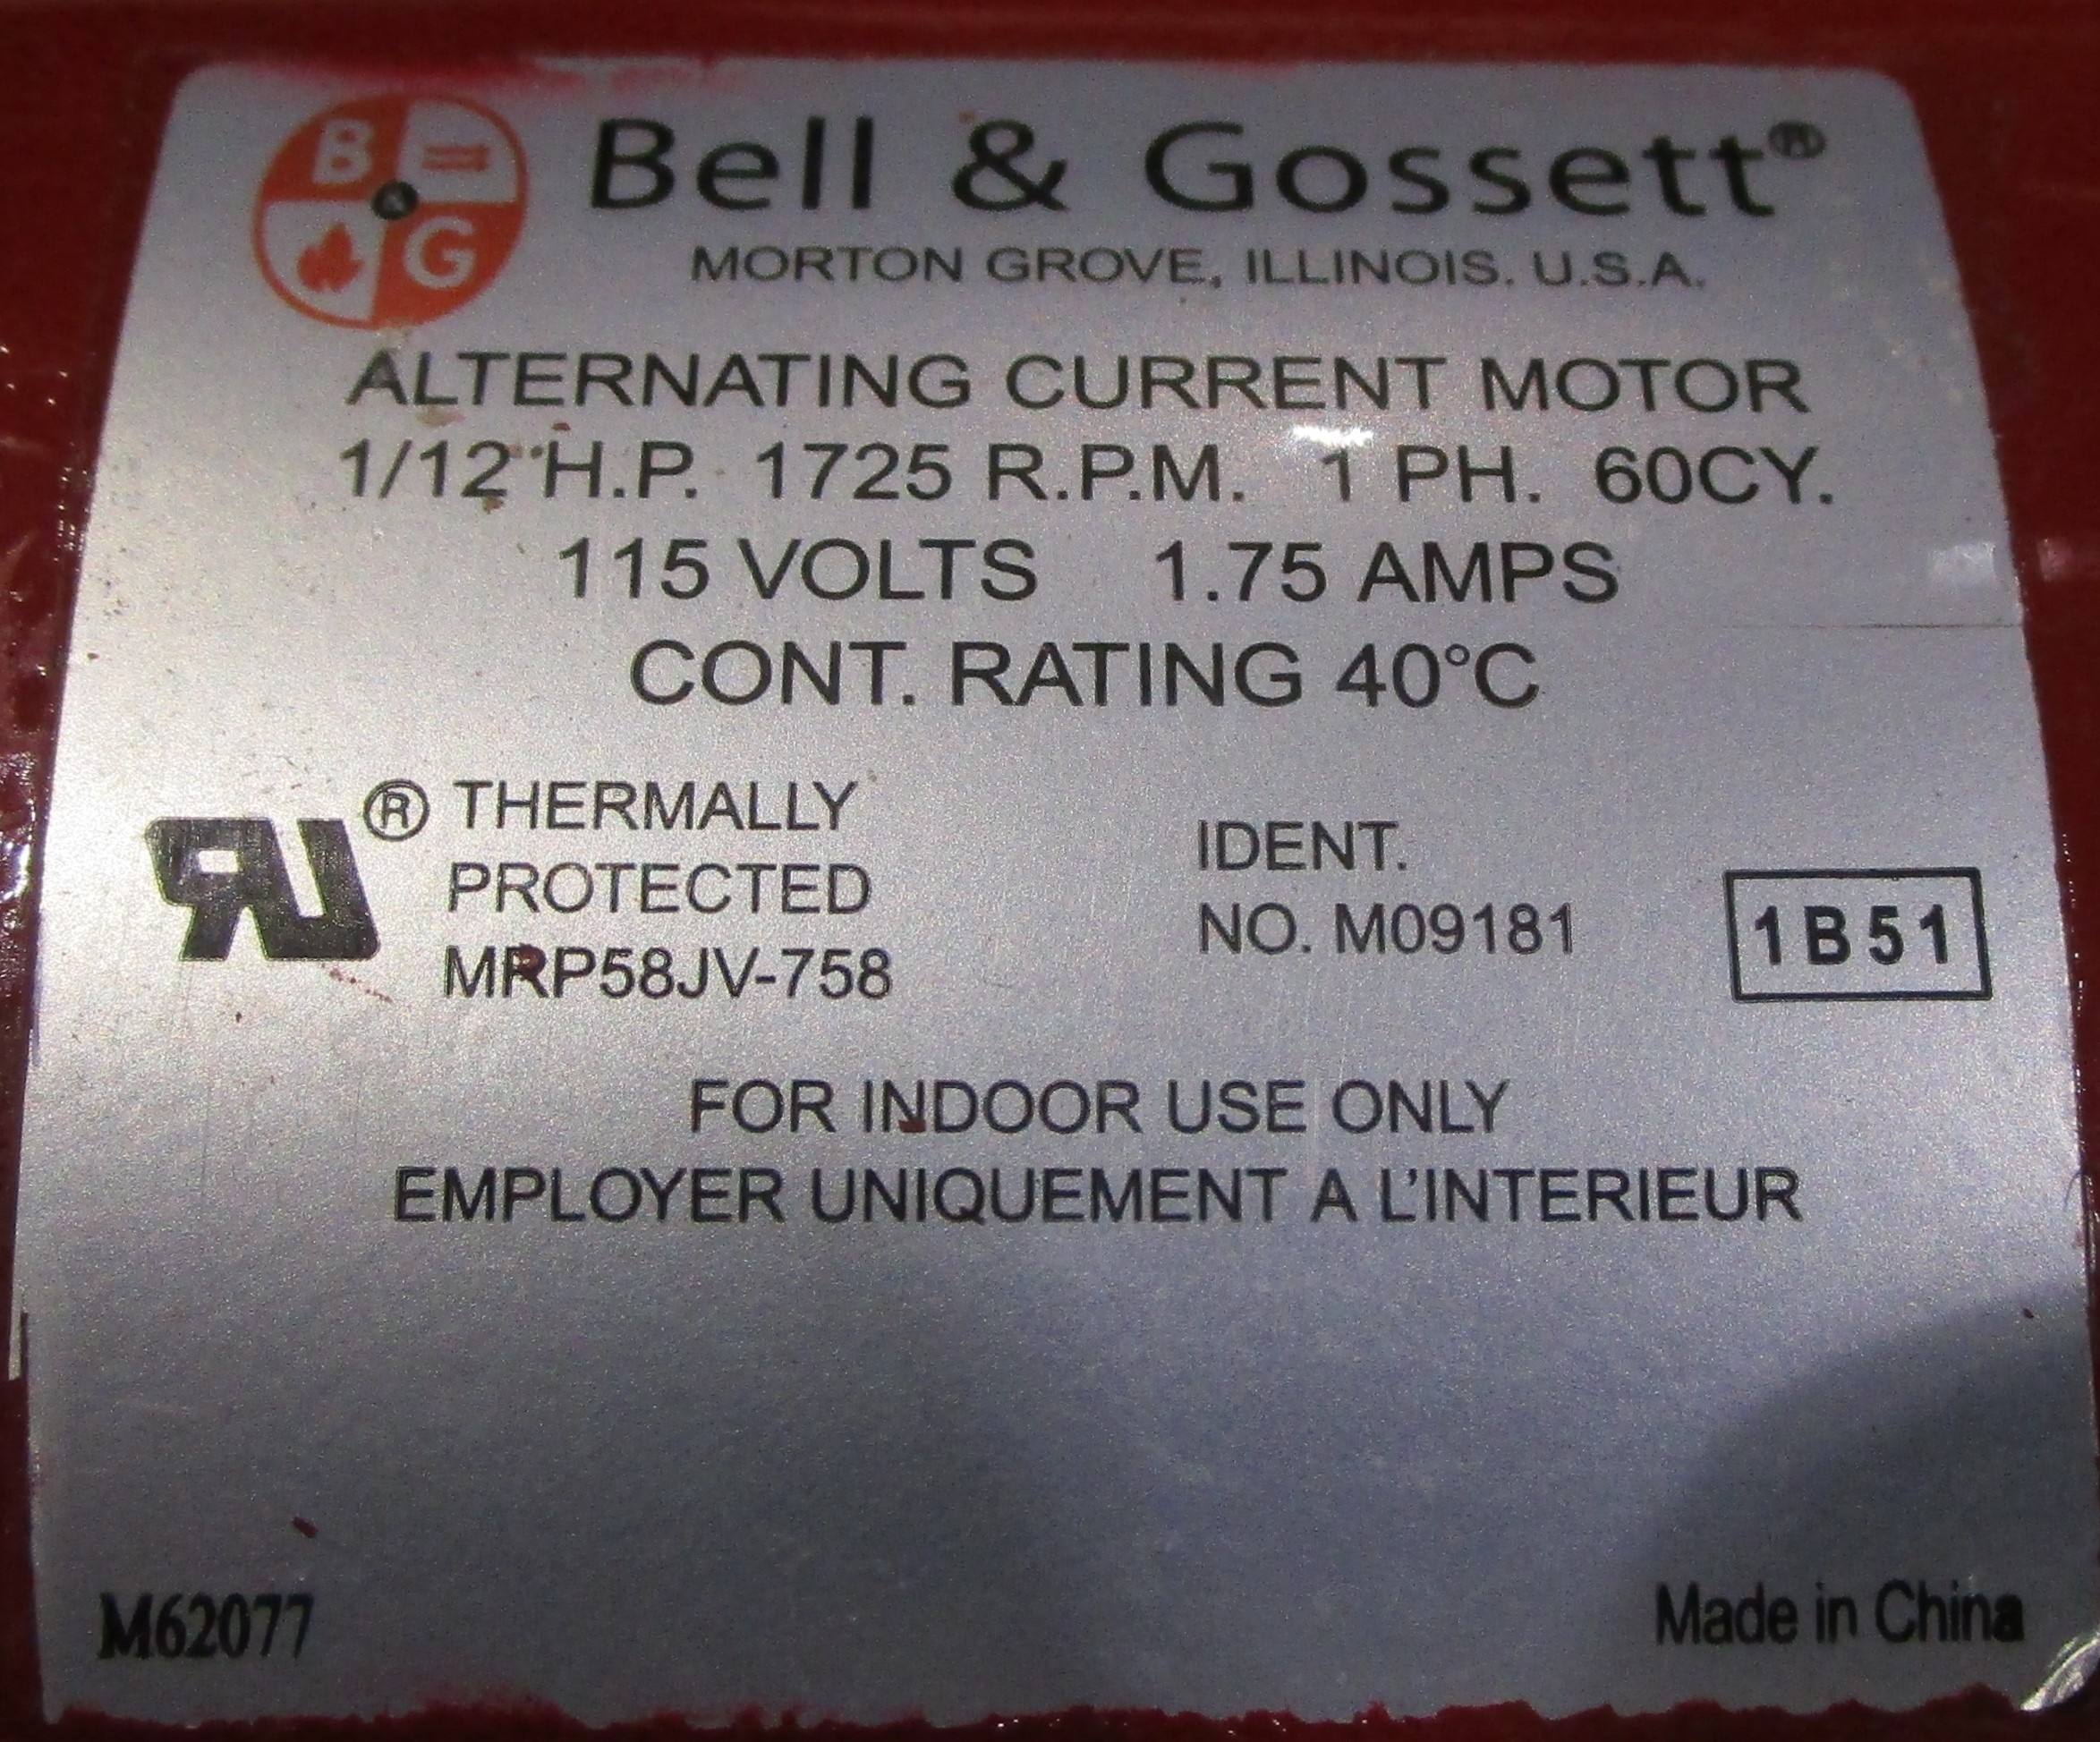 B & G
Bell & Gossett®
MORTON GROVE, ILLINOIS. U.S.A.
ALTERNATING CURRENT MOTOR
1/12 H.P. 1725 R.P.M. 1 PH. 60CY.
115 VOLTS 1.75 AMPS
CONT. RATING 40°C
RU® THERMALLY
PROTECTED
MRP58JV-758
IDENT.
NO. M09181
1B51
FOR INDOOR USE ONLY
EMPLOYER UNIQUEMENT A L'INTERIEUR
M62077
Made in China